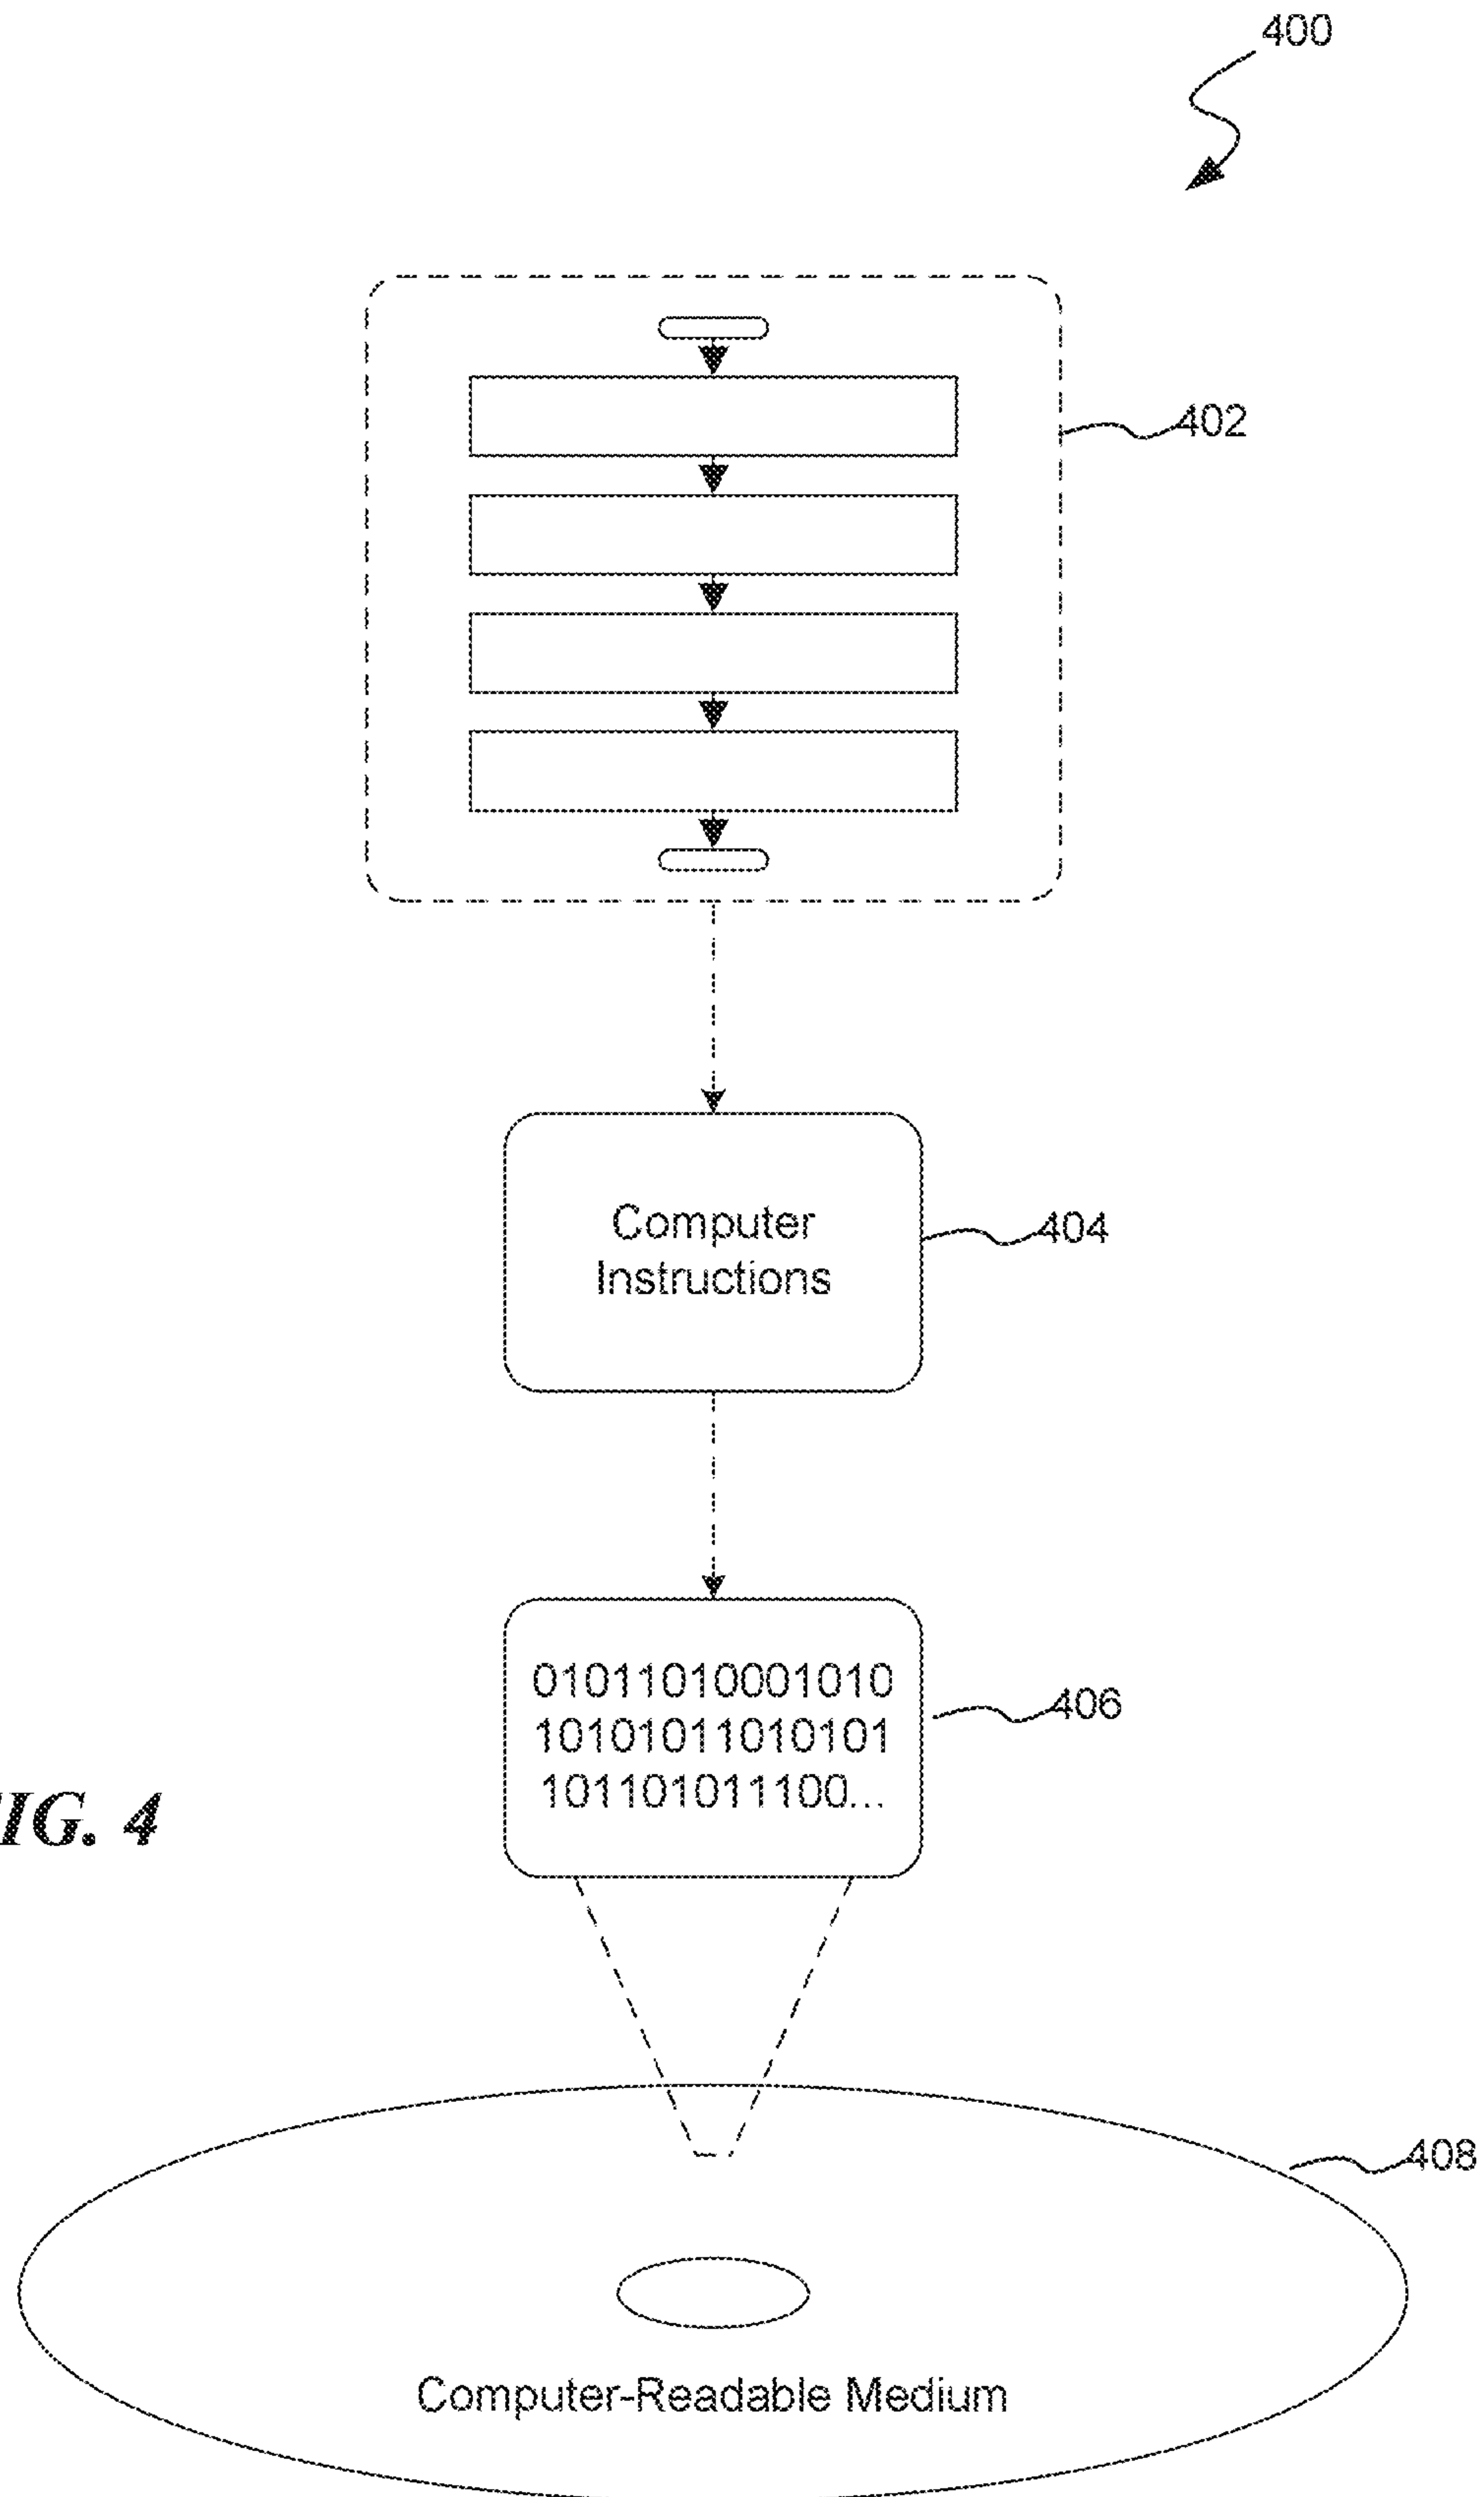 400
402
Computer
Instructions
404
01011010001010
10101011010101
101101011100...
406
IG. 4
408
Computer-Readable Medium